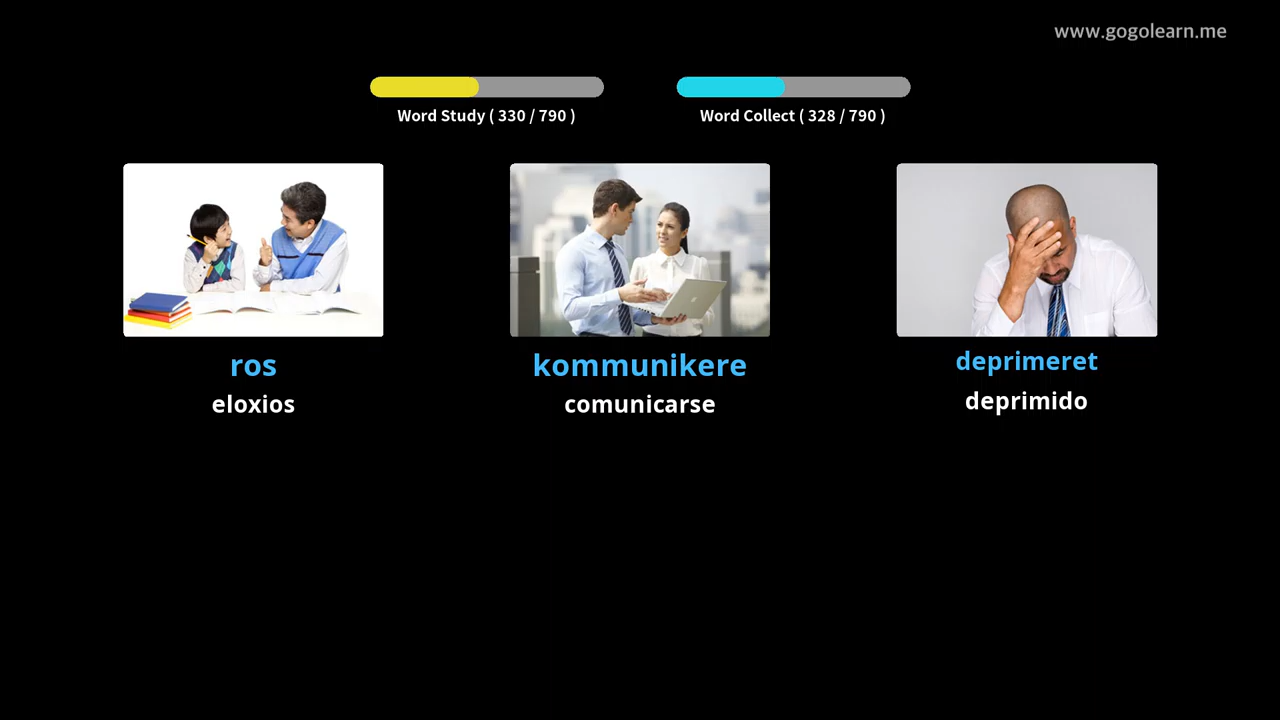 www.gogolearn.me
Word Study ( 330 / 790 )
Word Collect ( 328 / 790 )
ros
eloxios
kommunikere
comunicarse
deprimeret
deprimido